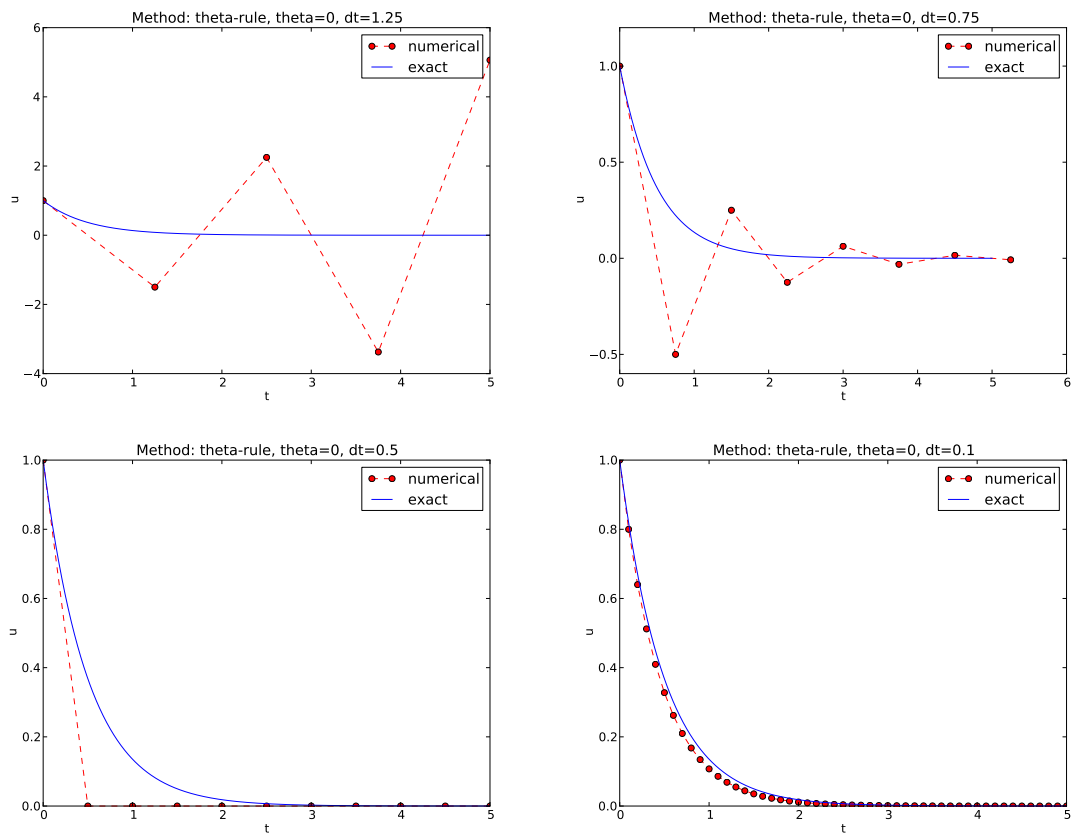 Method: theta-rule, theta=0, dt=1.25
6
4
2
0
−2
−4
u
numerical
exact
0 1 2 3 4 5
t
Method: theta-rule, theta=0, dt=0.75
1.0
0.5
0.0
−0.5
u
numerical
exact
0 1 2 3 4 5 6
t
Method: theta-rule, theta=0, dt=0.5
1.0
0.8
0.6
0.4
0.2
0.0
u
numerical
exact
0 1 2 3 4 5
t
Method: theta-rule, theta=0, dt=0.1
1.0
0.8
0.6
0.4
0.2
0.0
u
numerical
exact
0 1 2 3 4 5
t